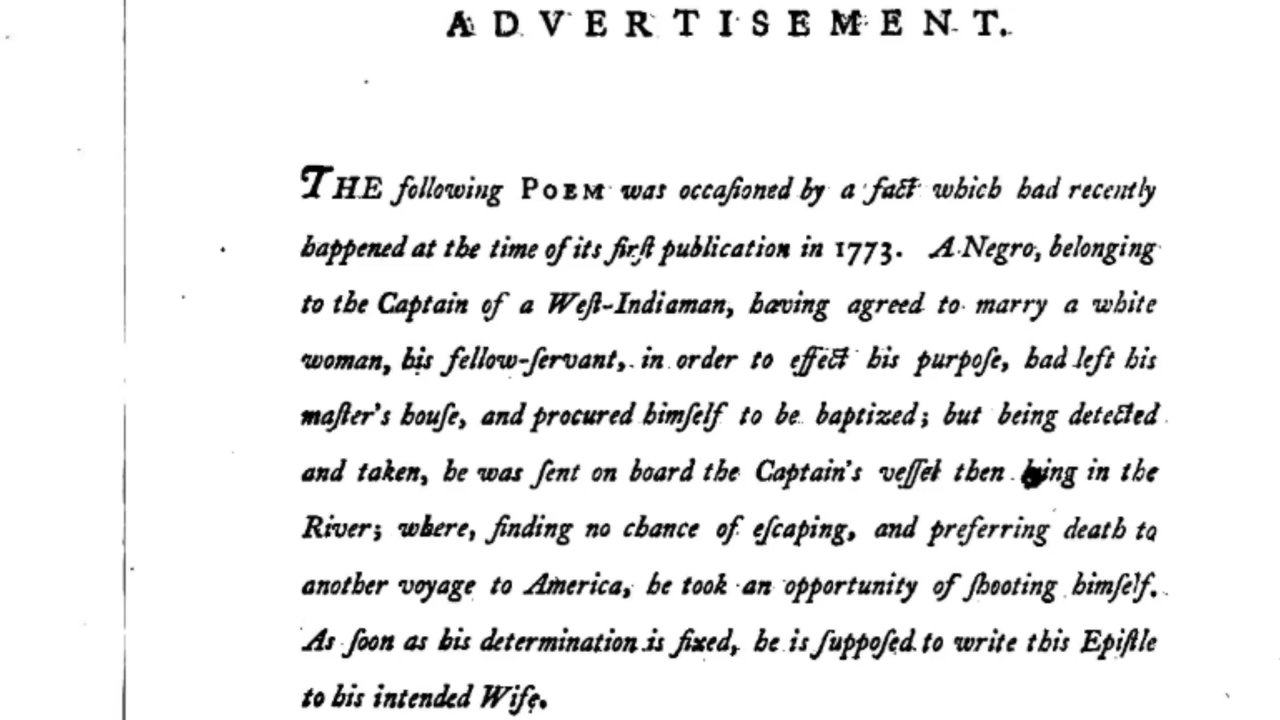 ADVERTISEMENT.
THE following POEM was occaſioned by a fact which had recently
happened at the time of its firſt publication in 1773. A Negro, belonging
to the Captain of a Weſt-Indiaman, having agreed to marry a white
woman, his fellow-ſervant, in order to effect his purpoſe, had left his
maſter's houſe, and procured himſelf to be baptized; but being detected
and taken, he was ſent on board the Captain's veſſel then in the
River; where, finding no chance of eſcaping, and preferring death to
another voyage to America, he took an opportunity of ſhooting himſelf.
As ſoon as his determination is fixed, he is ſuppoſed to write this Epiſtle
to his intended Wife.